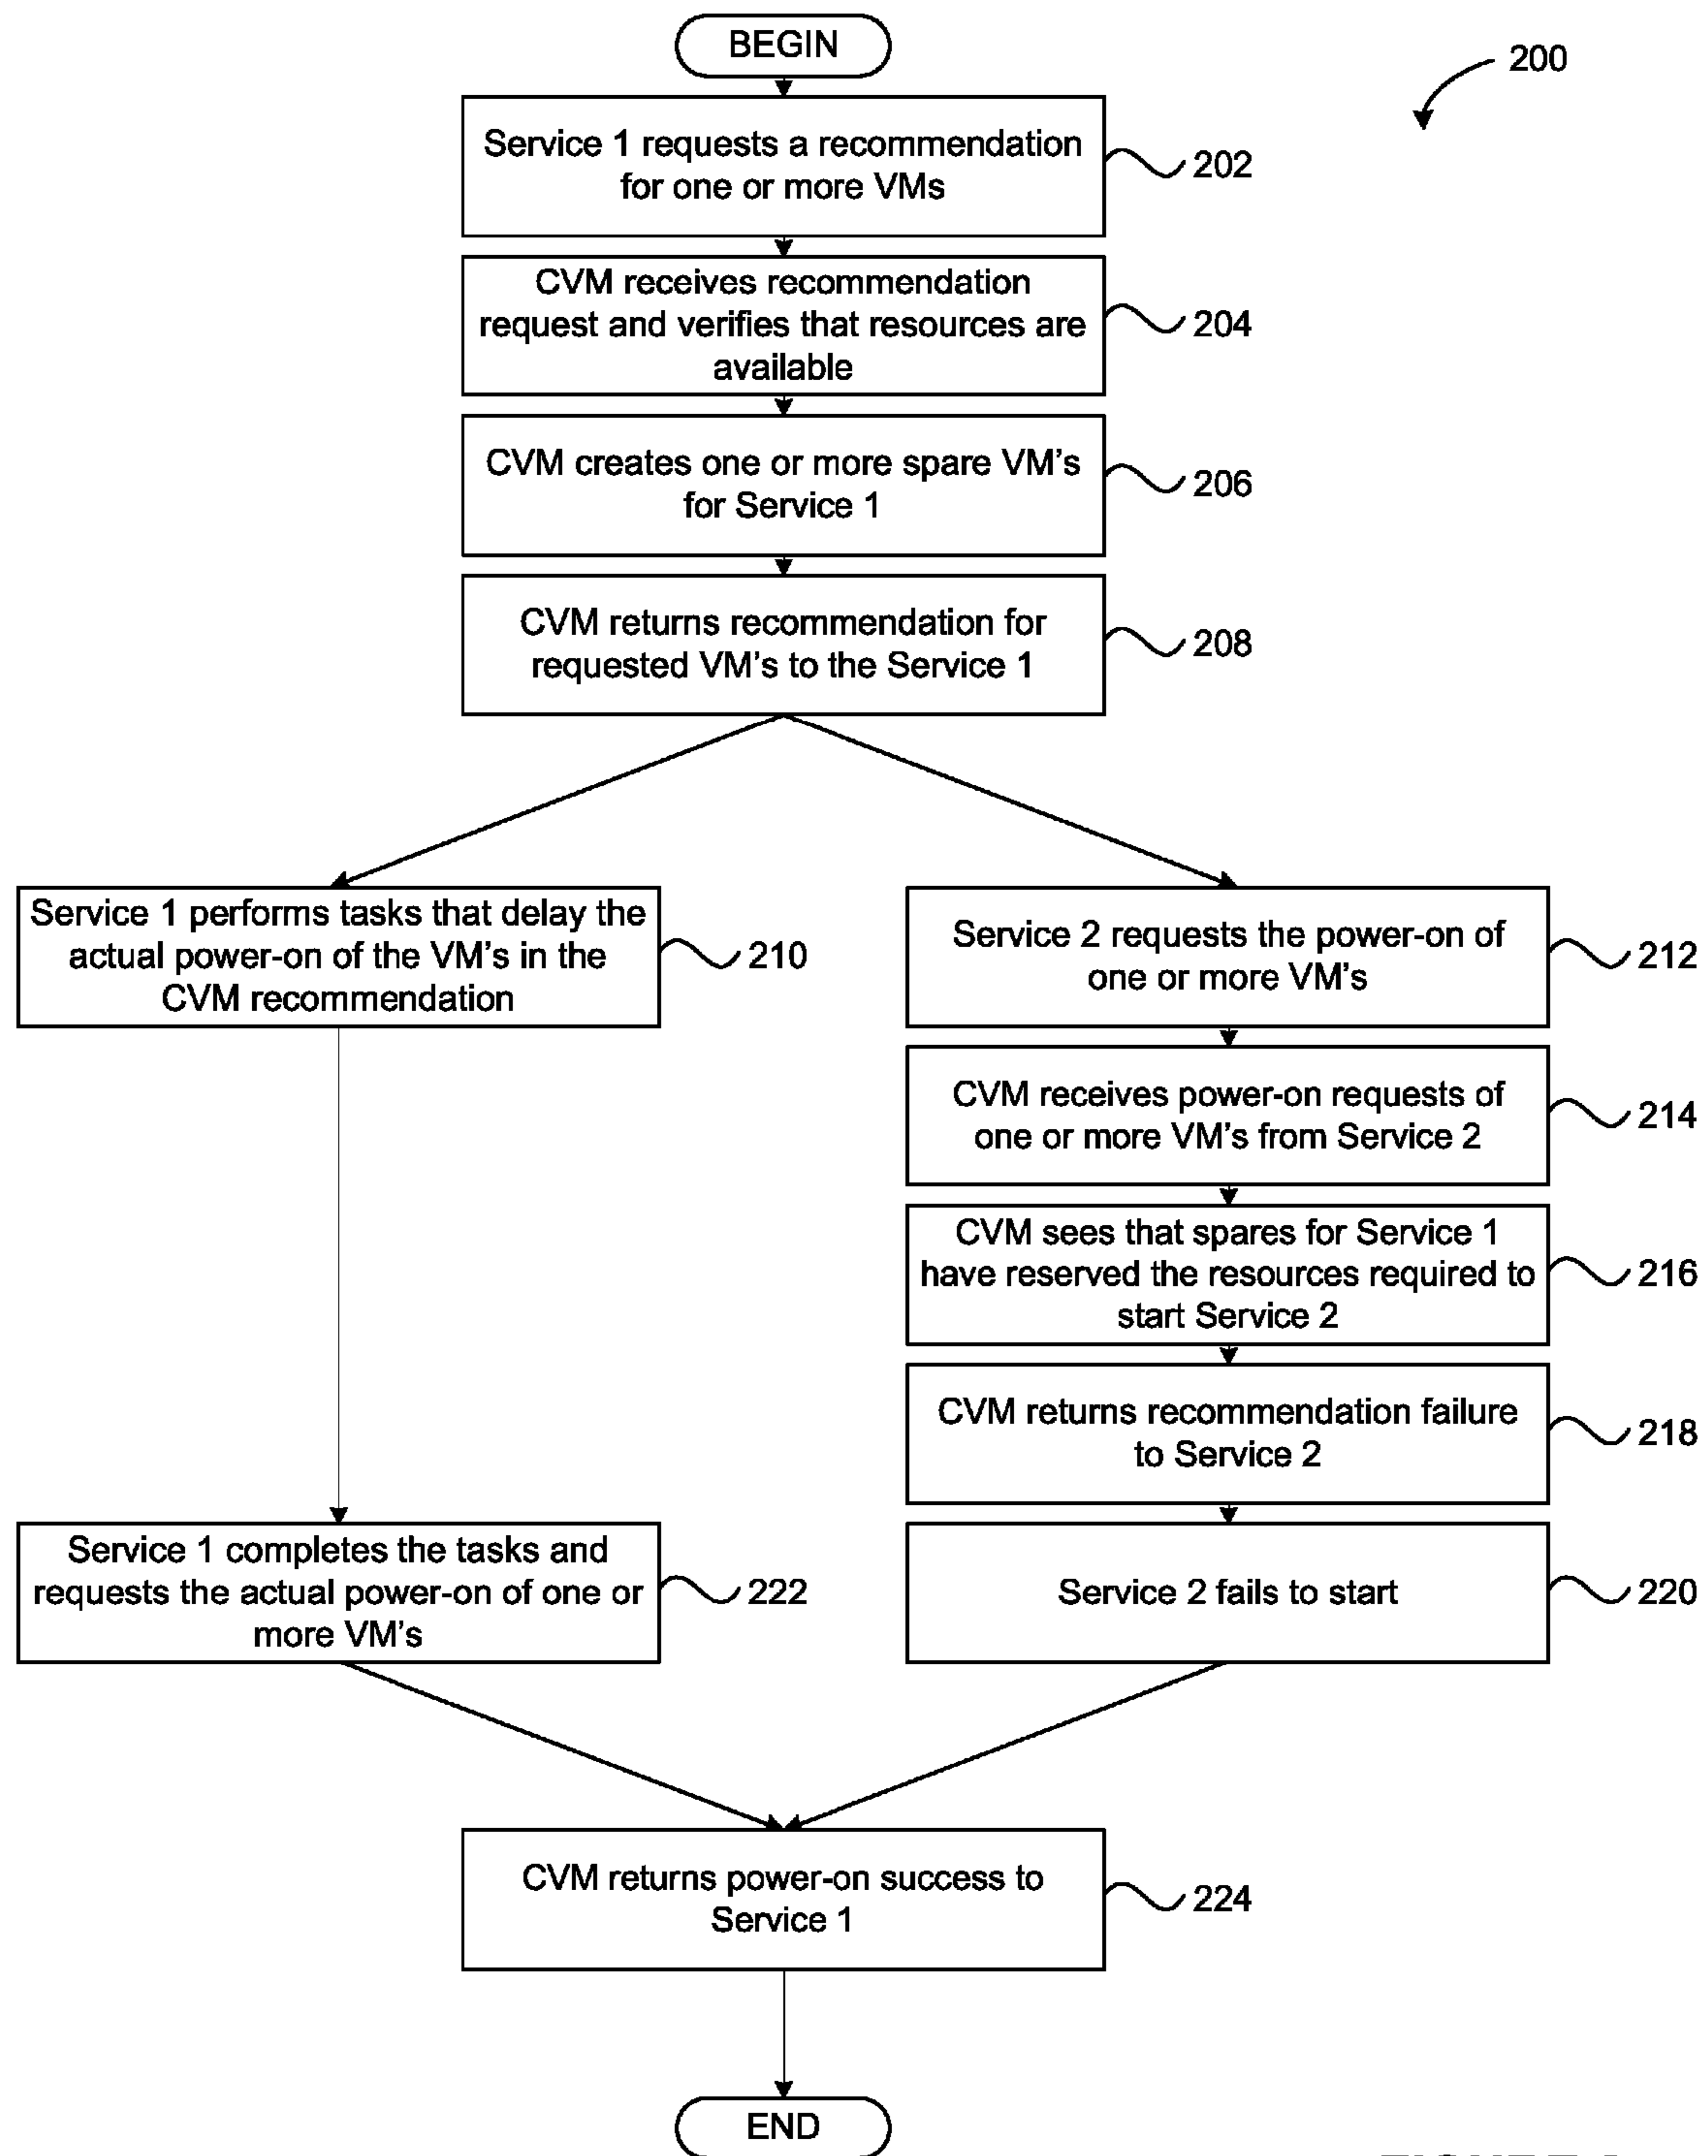 BEGIN
200
Service 1 requests a recommendation
for one or more VMs
202
CVM receives recommendation
request and verifies that resources are
available
204
CVM creates one or more spare VM's
for Service 1
206
CVM returns recommendation for
requested VM's to the Service 1
208
Service 1 performs tasks that delay the
actual power-on of the VM's in the
CVM recommendation
210
Service 2 requests the power-on of
one or more VM's
212
CVM receives power-on requests of
one or more VM's from Service 2
214
CVM sees that spares for Service 1
have reserved the resources required to
start Service 2
216
CVM returns recommendation failure
to Service 2
218
Service 1 completes the tasks and
requests the actual power-on of one or
more VM's
222
Service 2 fails to start
220
CVM returns power-on success to
Service 1
224
END